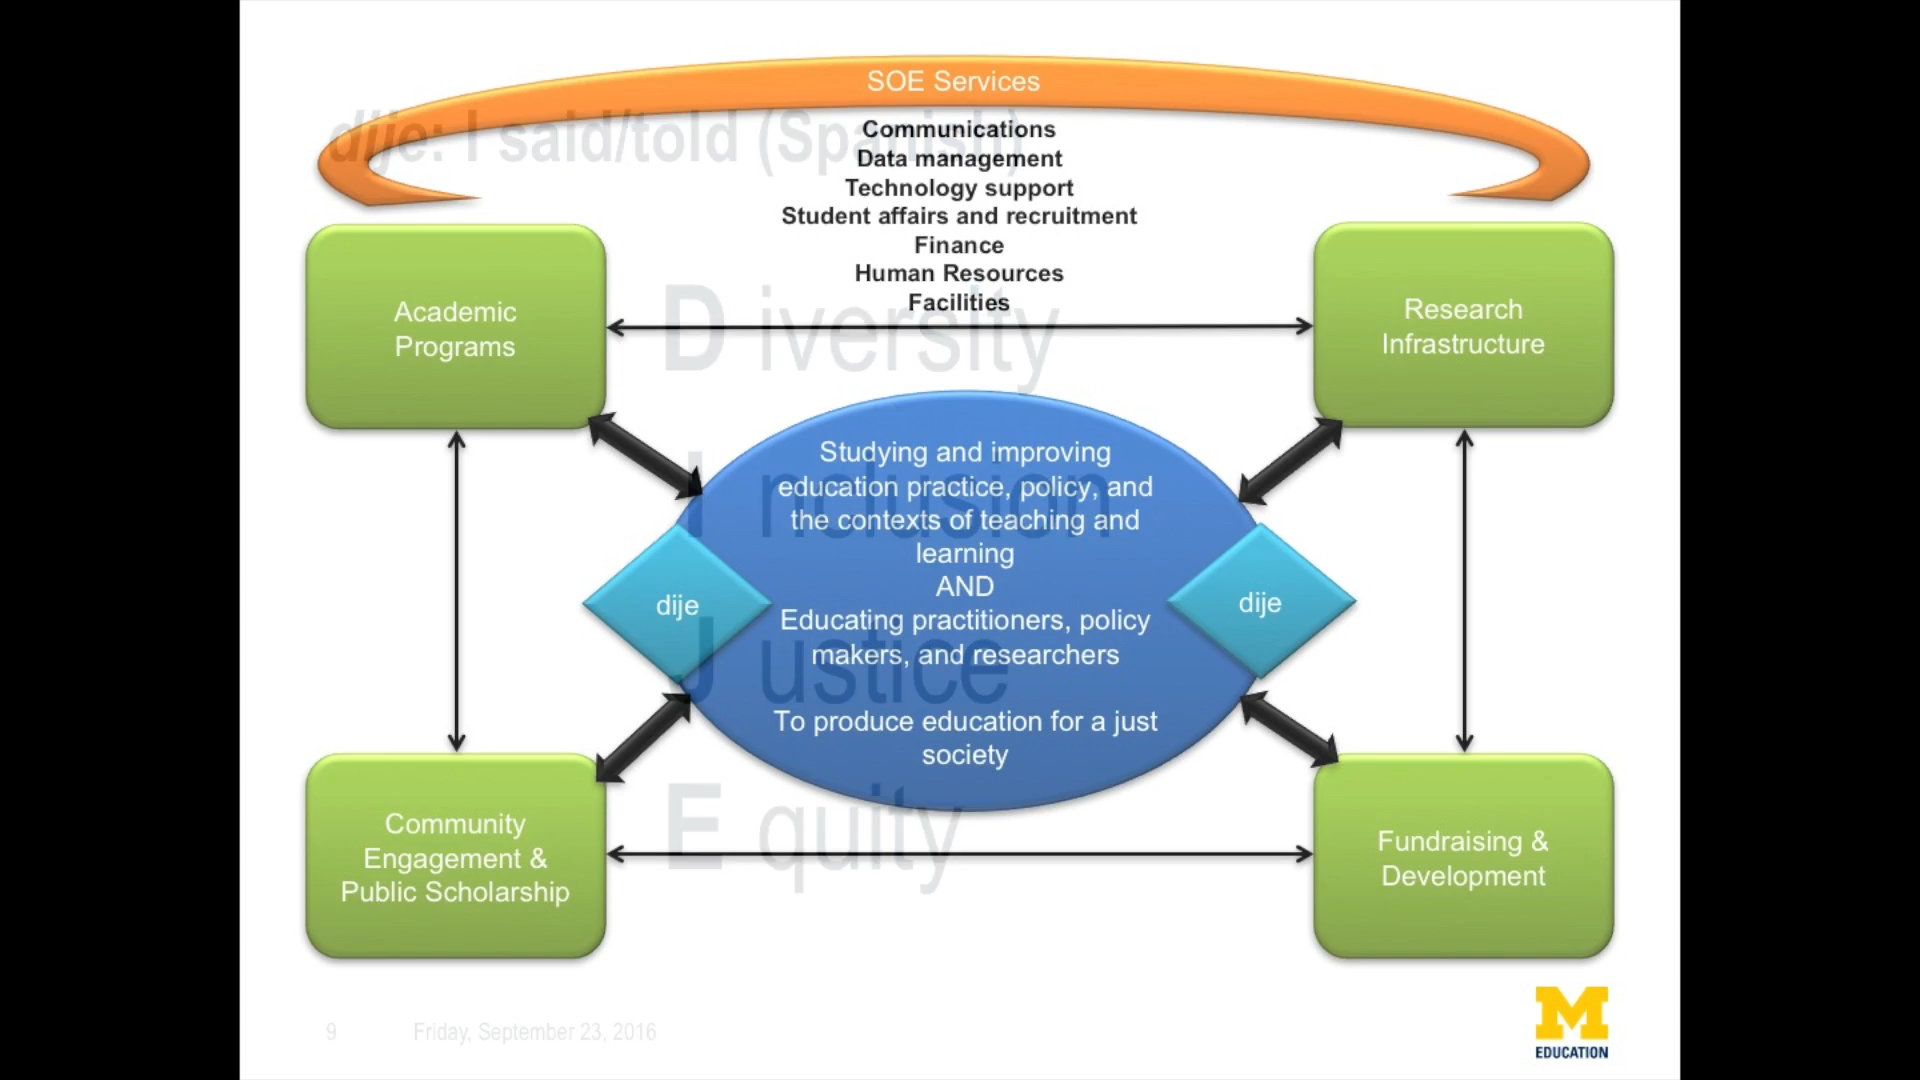 SOE Services
dije: I said/told (Spanish)
Communications
Data management
Technology support
Student affairs and recruitment
Finance
Human Resources
Facilities
Academic
Programs
Research
Infrastructure
D iversity
Studying and improving
education practice, policy, and
the contexts of teaching and
learning
AND
Educating practitioners, policy
makers, and researchers
To produce education for a just
society
I nclusion
dije
dije
J ustice
E quity
Community
Engagement &
Public Scholarship
Fundraising &
Development
9 Friday, September 23, 2016
M
EDUCATION